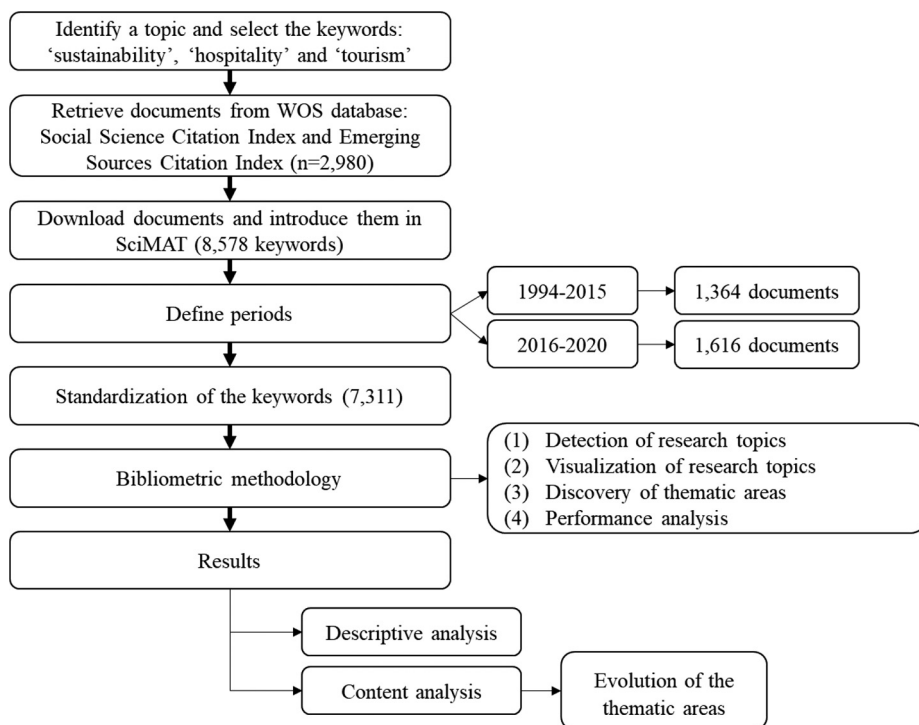 Identify a topic and select the keywords:
‘sustainability’, ‘hospitality’ and ‘tourism’
Retrieve documents from WOS database:
Social Science Citation Index and Emerging
Sources Citation Index (n=2,980)
Download documents and introduce them in
SciMAT (8,578 keywords)
Define periods
1994-2015
1,364 documents
2016-2020
1,616 documents
Standardization of the keywords (7,311)
Bibliometric methodology
(1) Detection of research topics
(2) Visualization of research topics
(3) Discovery of thematic areas
(4) Performance analysis
Results
Descriptive analysis
Content analysis
Evolution of the
thematic areas